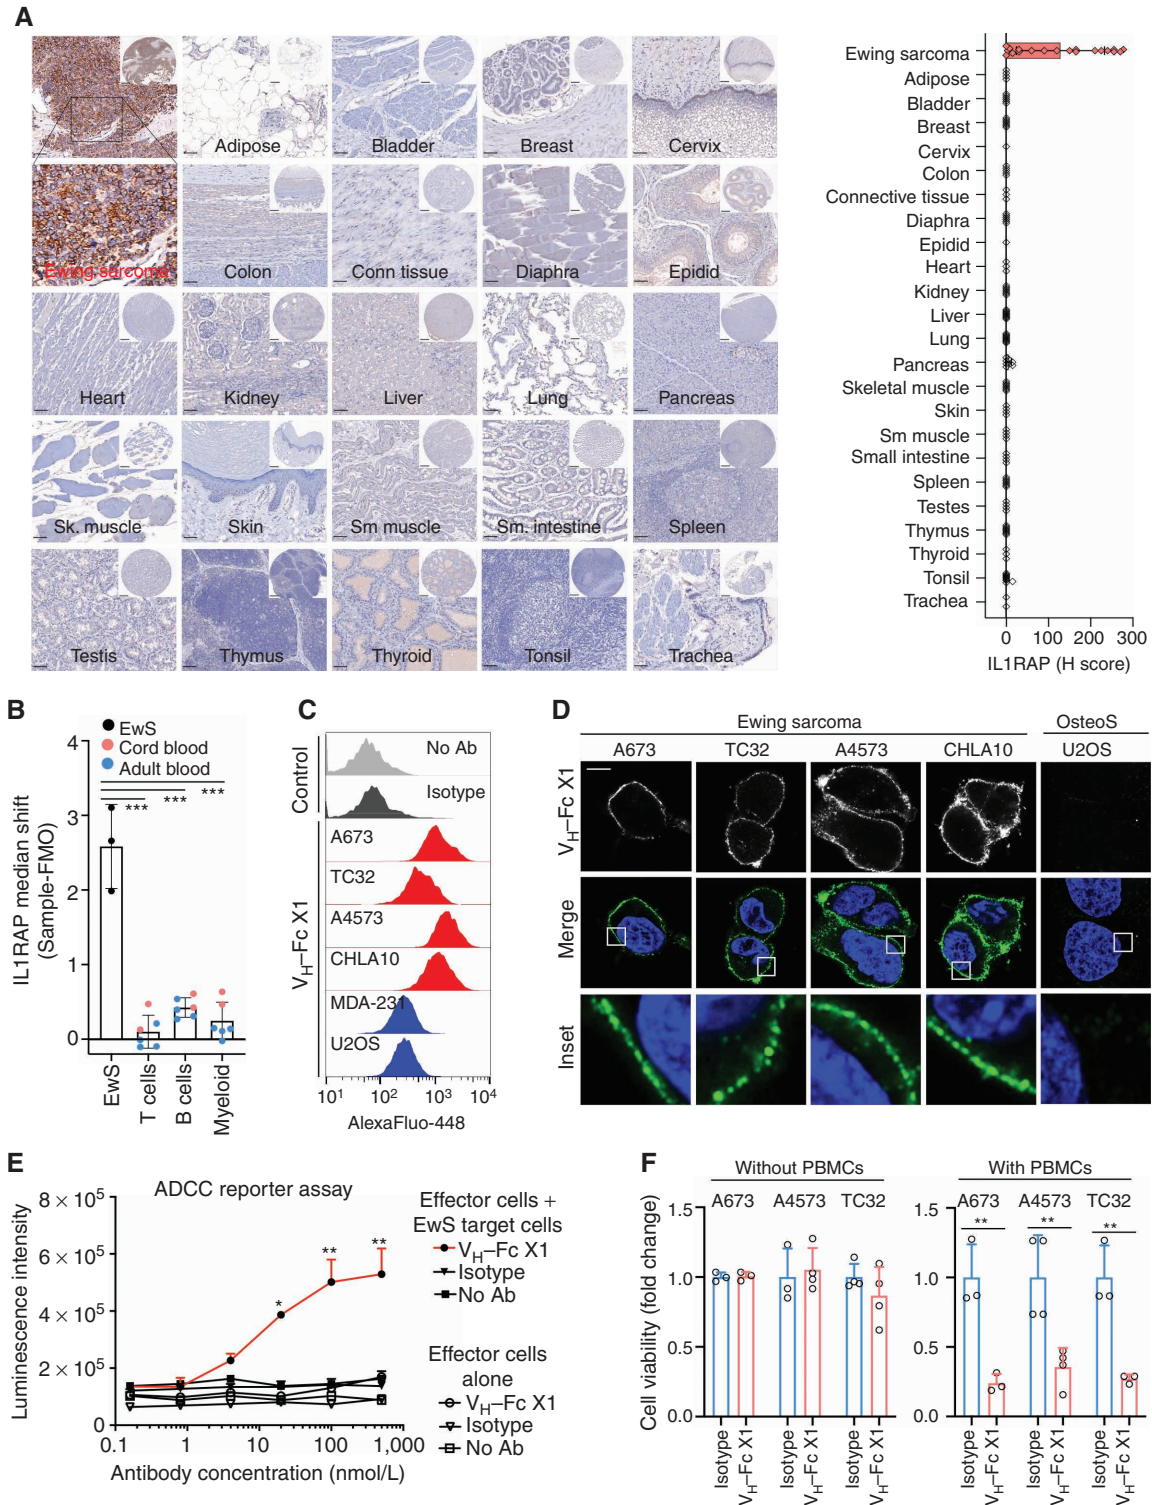 A
Adipose
Bladder
Breast
Cervix
Ewing sarcoma
Colon
Conn tissue
Diaphra
Epidid
Heart
Kidney
Liver
Lung
Pancreas
Sk. muscle
Skin
Sm muscle
Sm. intestine
Spleen
Testis
Thymus
Thyroid
Tonsil
Trachea
Ewing sarcoma
Adipose
Bladder
Breast
Cervix
Colon
Connective tissue
Diaphra
Epidid
Heart
Kidney
Liver
Lung
Pancreas
Skeletal muscle
Skin
Sm muscle
Small intestine
Spleen
Testes
Thymus
Thyroid
Tonsil
Trachea
0 100 200 300
IL1RAP (H score)
B
EwS
Cord blood
Adult blood
4
3
2
1
0
IL1RAP median shift
(Sample-FMO)
***
***
***
EwS
T cells
B cells
Myeloid
C
Control
No Ab
Isotype
VH–Fc X1
A673
TC32
A4573
CHLA10
MDA-231
U2OS
10¹ 10² 10³ 10⁴
AlexaFluo-448
D
Ewing sarcoma OsteoS
A673 TC32 A4573 CHLA10 U2OS
VH–Fc X1
Merge
Inset
E
ADCC reporter assay
8 × 10⁵
6 × 10⁵
4 × 10⁵
2 × 10⁵
0
Luminescence intensity
*
**
**
0.1 1 10 100 1,000
Antibody concentration (nmol/L)
Effector cells +
EwS target cells
VH–Fc X1
Isotype
No Ab
Effector cells
alone
VH–Fc X1
Isotype
No Ab
F
Without PBMCs
A673 A4573 TC32
1.5
1.0
0.5
0.0
Cell viability (fold change)
Isotype
VH–Fc X1
Isotype
VH–Fc X1
Isotype
VH–Fc X1
With PBMCs
A673 A4573 TC32
1.5
1.0
0.5
0.0
**
**
**
Isotype
VH–Fc X1
Isotype
VH–Fc X1
Isotype
VH–Fc X1